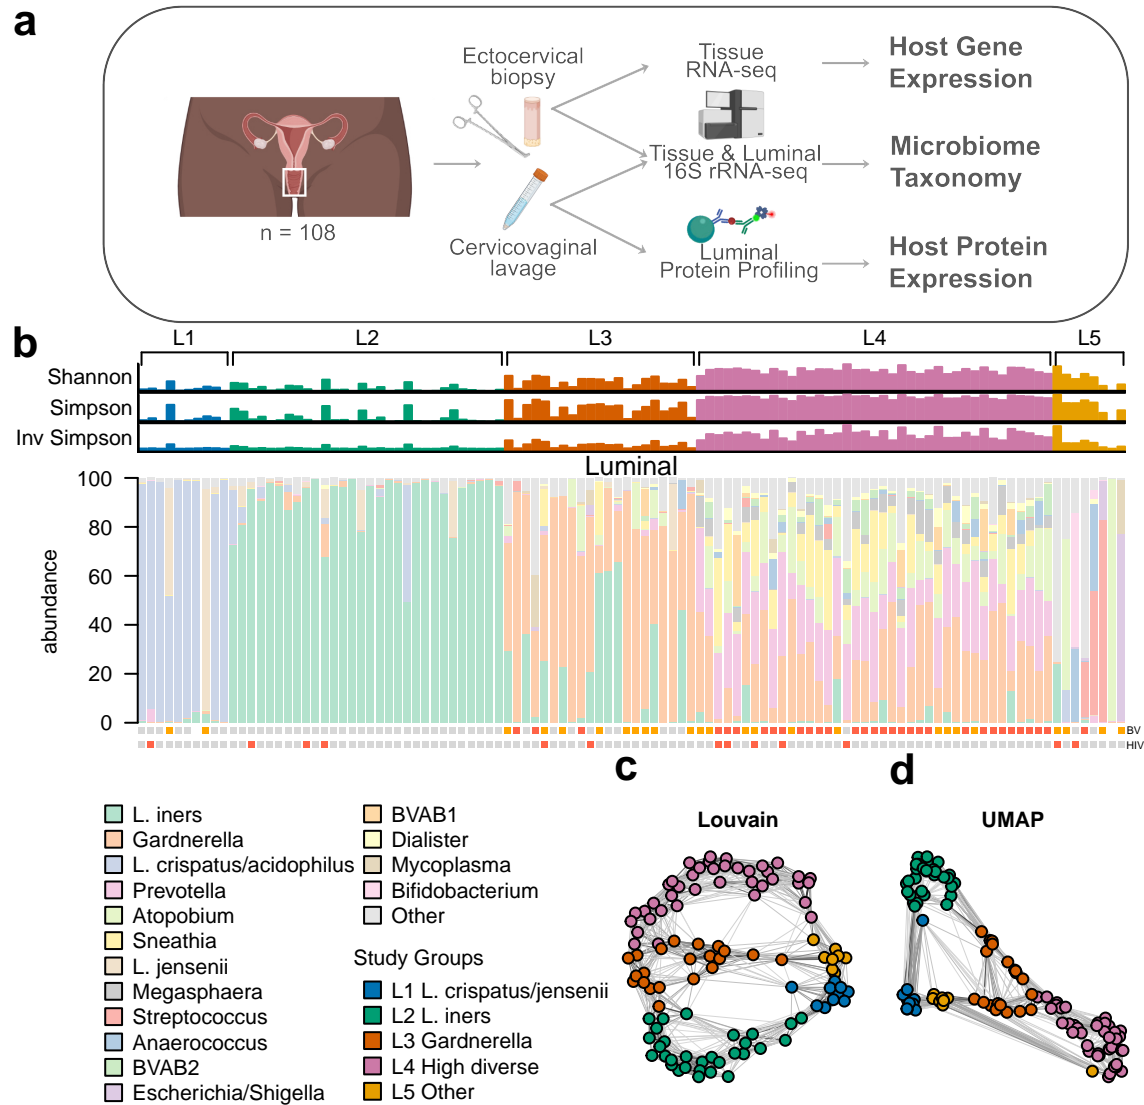 a
Ectocervical
biopsy
Tissue
RNA-seq
Host Gene
Expression
Tissue & Luminal
16S rRNA-seq
Microbiome
Taxonomy
n = 108
Cervicovaginal
lavage
Luminal
Protein Profiling
Host Protein
Expression
b
L1 L2 L3 L4 L5
Shannon
Simpson
Inv Simpson
Luminal
abundance
100
80
60
40
20
0
BV
HIV
c
d
L. iners
Gardnerella
L. crispatus/acidophilus
Prevotella
Atopobium
Sneathia
L. jensenii
Megasphaera
Streptococcus
Anaerococcus
BVAB2
Escherichia/Shigella
BVAB1
Dialister
Mycoplasma
Bifidobacterium
Other
Study Groups
L1 L. crispatus/jensenii
L2 L. iners
L3 Gardnerella
L4 High diverse
L5 Other
Louvain
UMAP